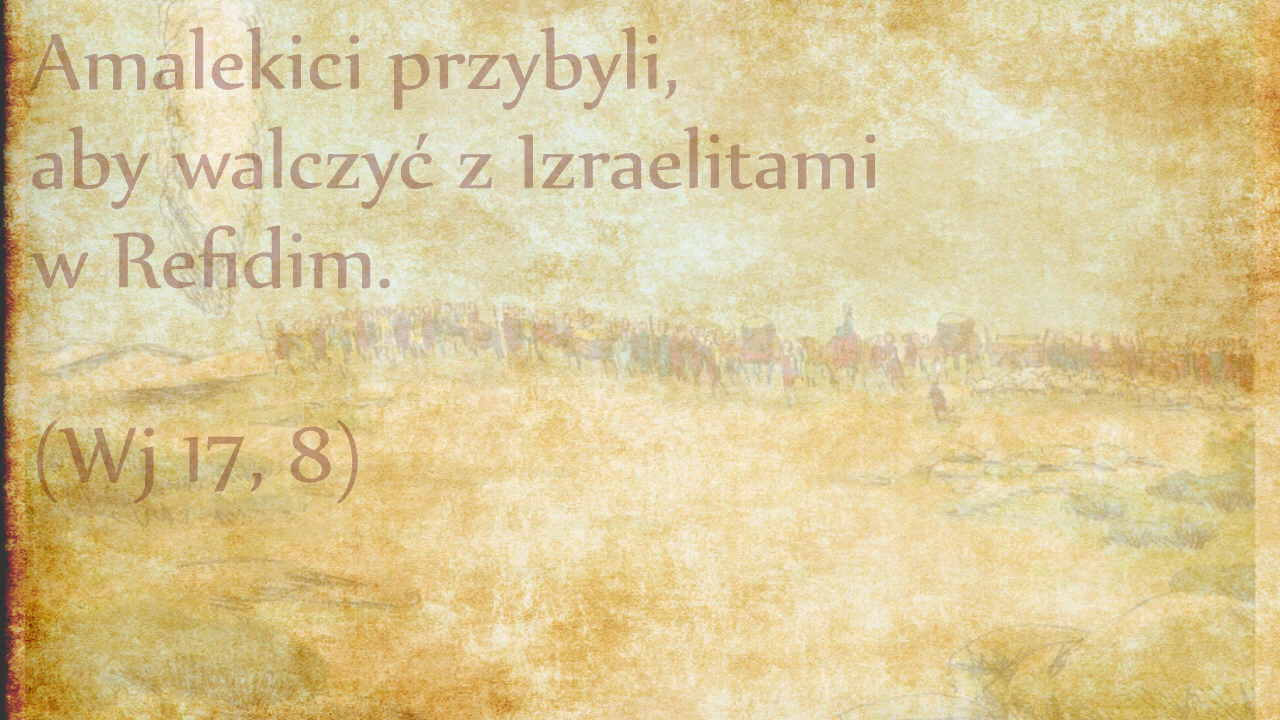 Amalekici przybyli,
aby walczyć z Izraelitami
w Refidim.
(Wj 17, 8)